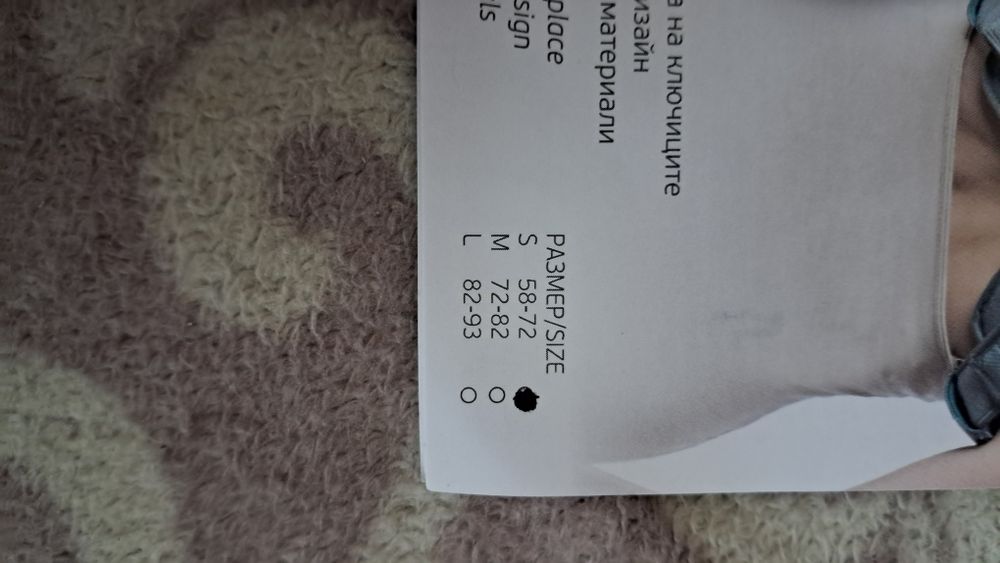 а на ключиците
изайн
материали
place
sign
ls
РАЗМЕР/SIZE
S 58-72
M 72-82
L 82-93